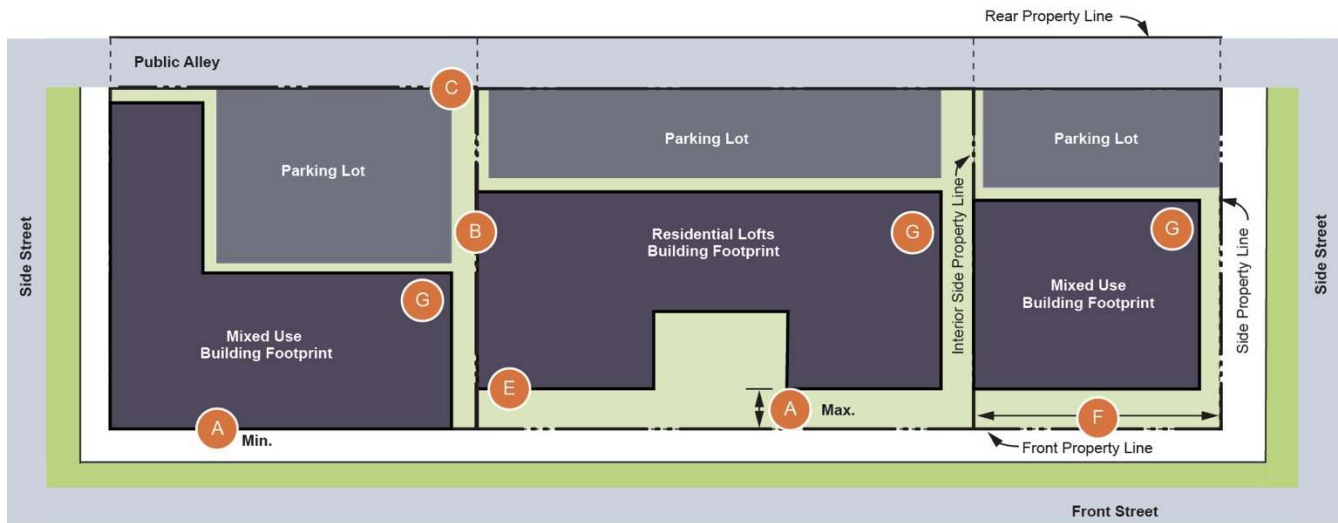 Rear Property Line
Public Alley
C
Parking Lot
Parking Lot
Parking Lot
Side Street
B
Residential Lofts
Building Footprint
G
Interior Side Property Line
G
Side Property Line
Side Street
G
Mixed Use
Building Footprint
Mixed Use
Building Footprint
E
A
Min.
A
Max.
F
Front Property Line
Front Street